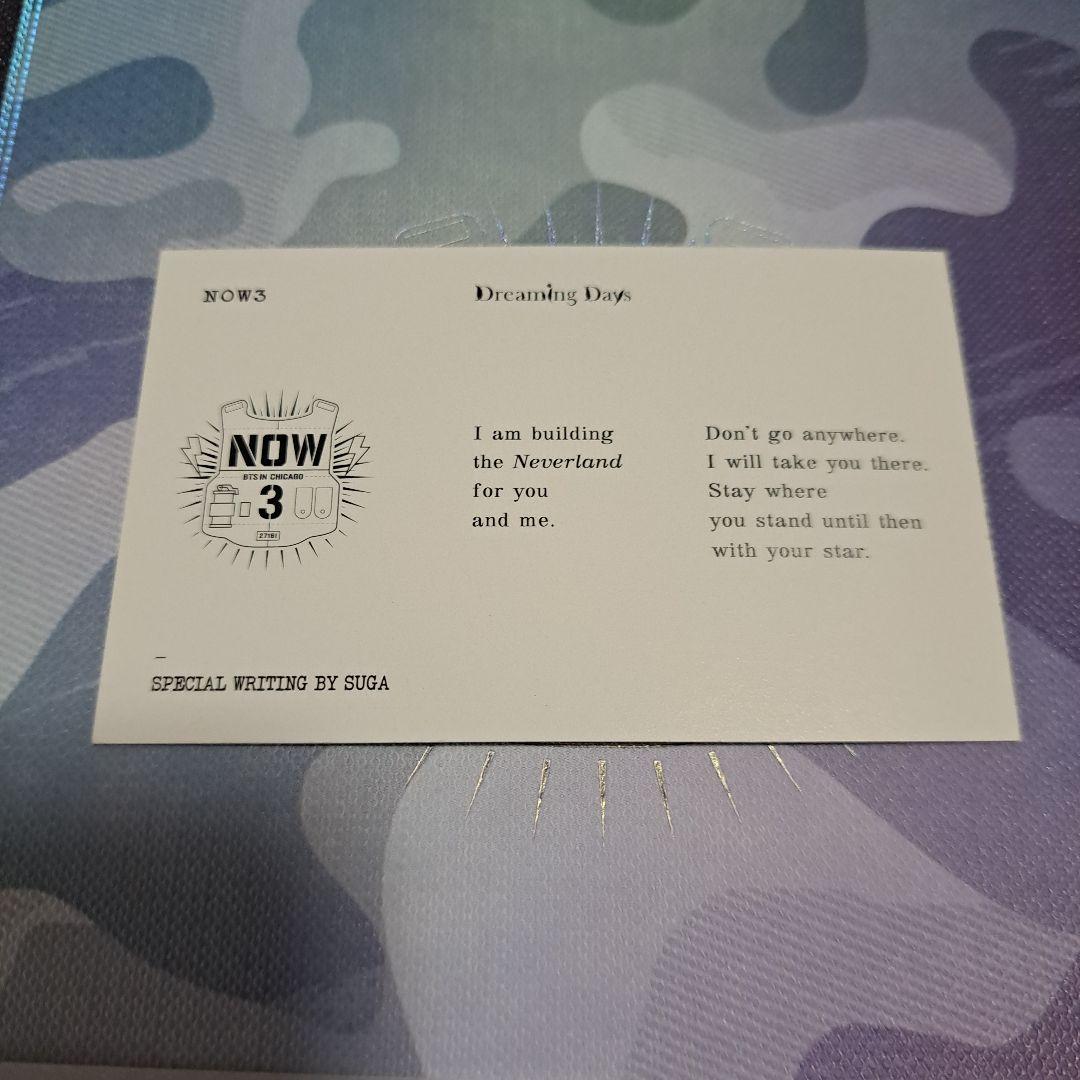 NOW3
Dreaming Days
NOW
BTS IN CHICAGO
3
27181
I am building
the Neverland
for you
and me.
Don't go anywhere.
I will take you there.
Stay where
you stand until then
with your star.
SPECIAL WRITING BY SUGA